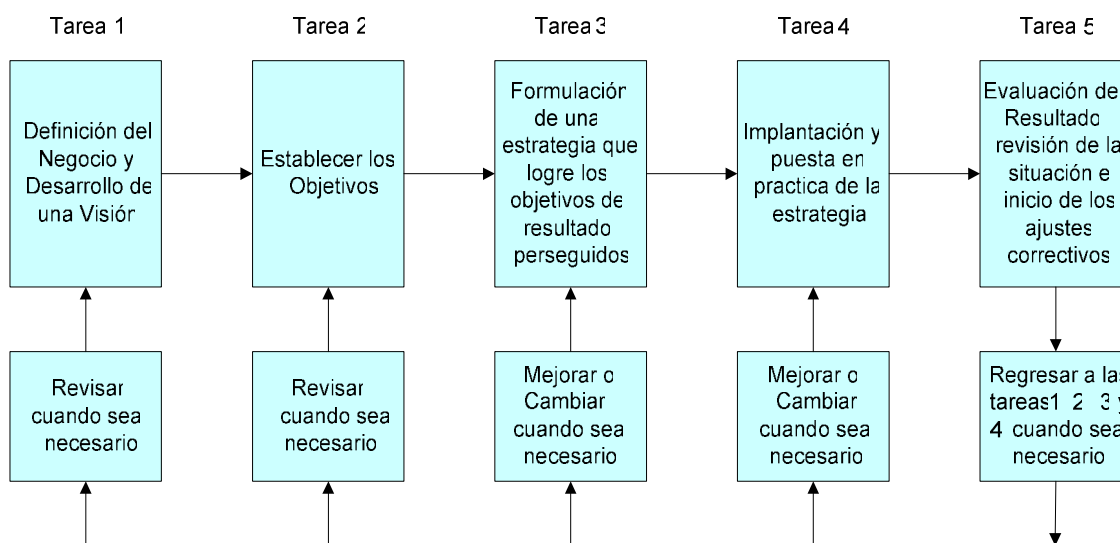 Tarea 1
Tarea 2
Tarea 3
Tarea 4
Tarea 5
Definición del
Negocio y
Desarrollo de
una Visión
Establecer los
Objetivos
Formulación
de una
estrategia que
logre los
objetivos de
resultado
perseguidos
Implantación y
puesta en
practica de la
estrategia
Evaluación de
Resultado
revisión de la
situación e
inicio de los
ajustes
correctivos
Revisar
cuando sea
necesario
Revisar
cuando sea
necesario
Mejorar o
Cambiar
cuando sea
necesario
Mejorar o
Cambiar
cuando sea
necesario
Regresar a las
tareas1 2 3 y
4 cuando sea
necesario